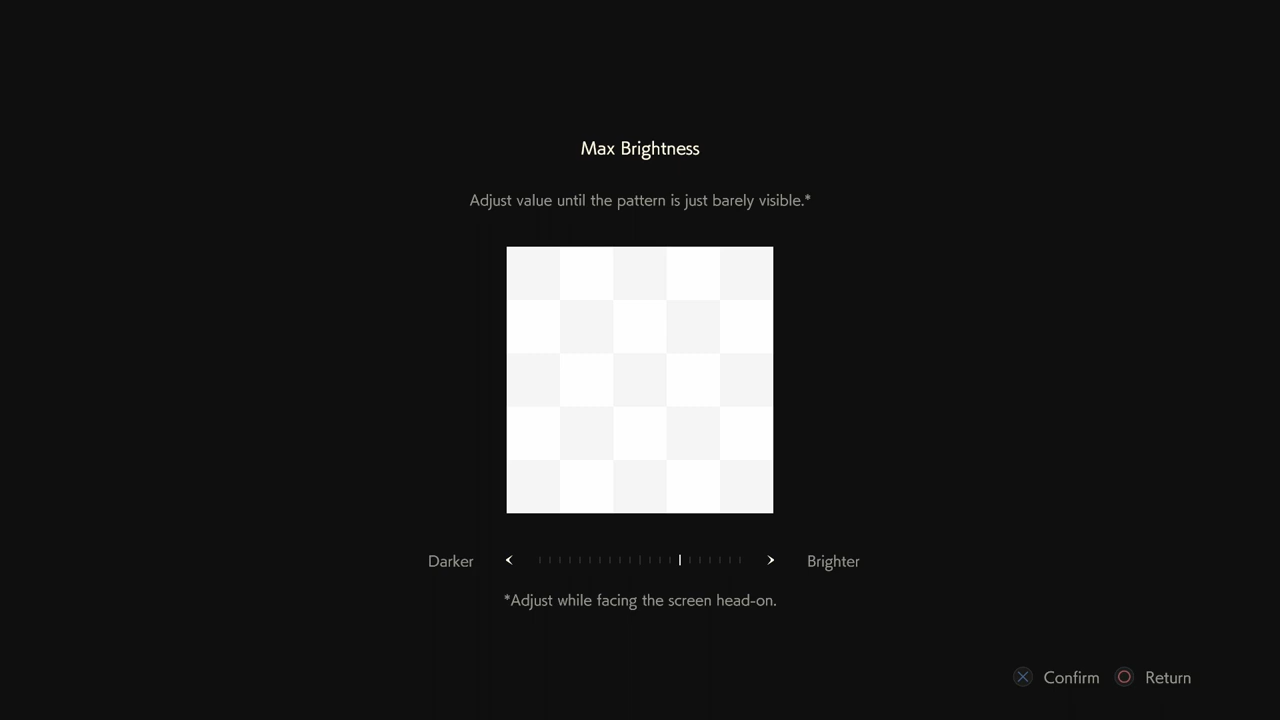 Max Brightness
Adjust value until the pattern is just barely visible.*
Darker
Brighter
*Adjust while facing the screen head-on.
Confirm
Return